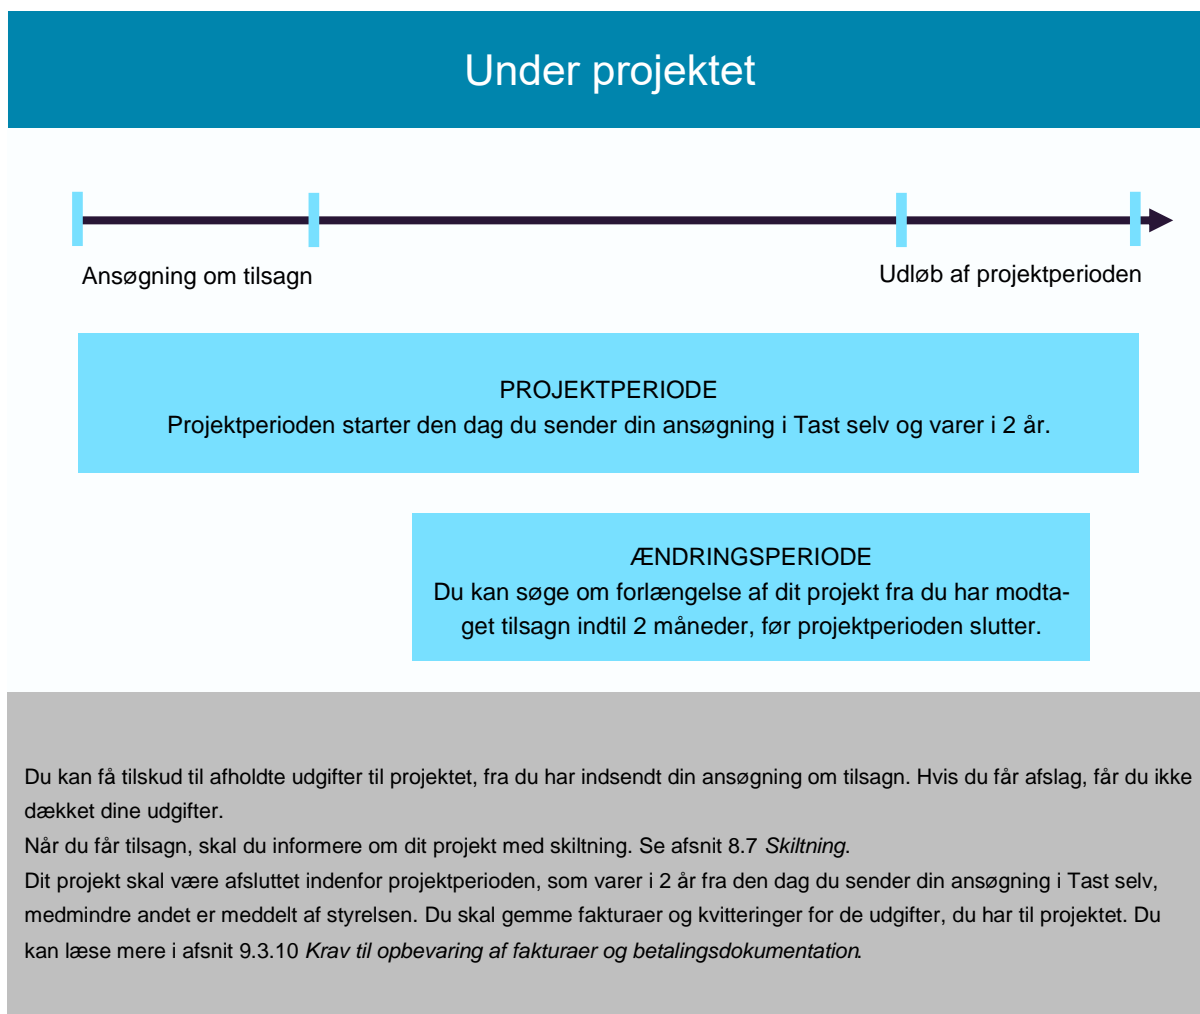 Under projektet
Ansøgning om tilsagn
Udløb af projektperioden
PROJEKTPERIODE
Projektperioden starter den dag du sender din ansøgning i Tast selv og varer i 2 år.
ÆNDRINGSPERIODE
Du kan søge om forlængelse af dit projekt fra du har modta-
get tilsagn indtil 2 måneder, før projektperioden slutter.
Du kan få tilskud til afholdte udgifter til projektet, fra du har indsendt din ansøgning om tilsagn. Hvis du får afslag, får du ikke
dækket dine udgifter.
Når du får tilsagn, skal du informere om dit projekt med skiltning. Se afsnit 8.7 Skiltning.
Dit projekt skal være afsluttet indenfor projektperioden, som varer i 2 år fra den dag du sender din ansøgning i Tast selv,
medmindre andet er meddelt af styrelsen. Du skal gemme fakturaer og kvitteringer for de udgifter, du har til projektet. Du
kan læse mere i afsnit 9.3.10 Krav til opbevaring af fakturaer og betalingsdokumentation.